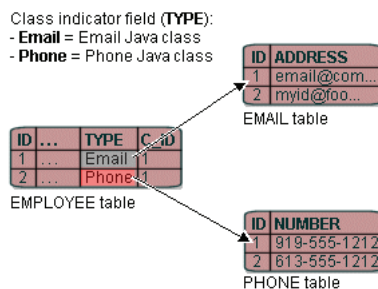 Class indicator field (TYPE):
- Email = Email Java class
- Phone = Phone Java class
ID ADDRESS
1 email@com...
2 myid@foo...
EMAIL table
ID ... TYPE C_ID
1 ... Email 1
2 ... Phone 1
EMPLOYEE table
ID NUMBER
1 919-555-1212
2 613-555-1212
PHONE table